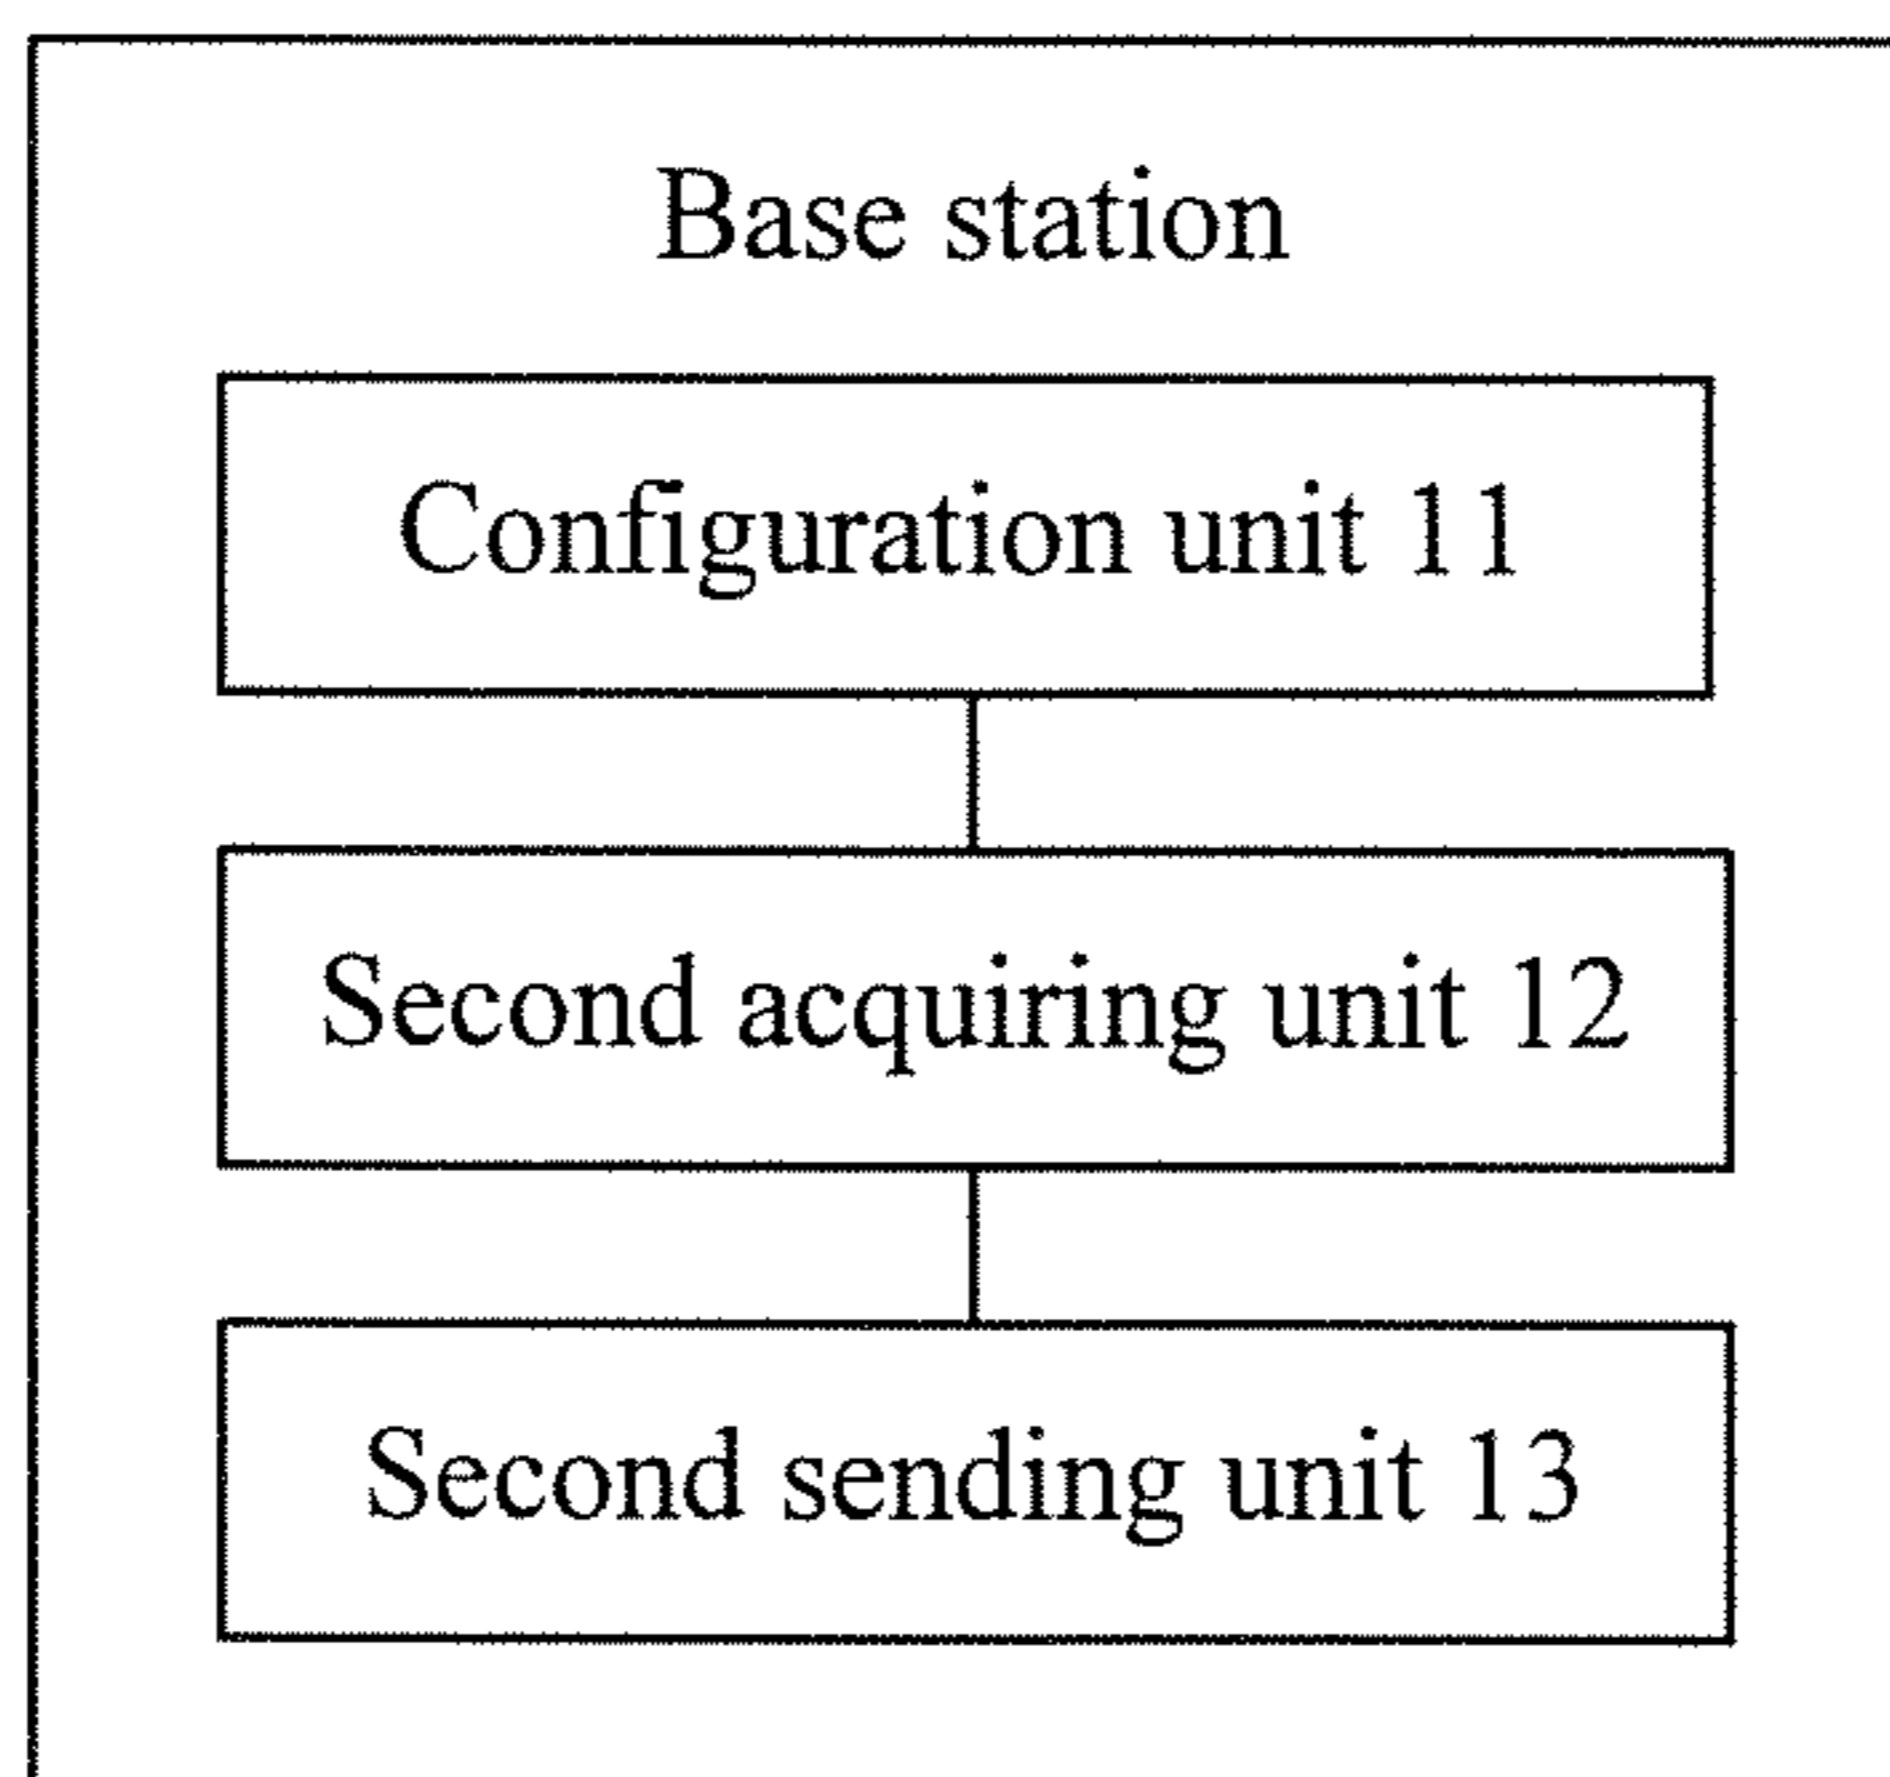 Base station
Configuration unit 11
Second acquiring unit 12
Second sending unit 13